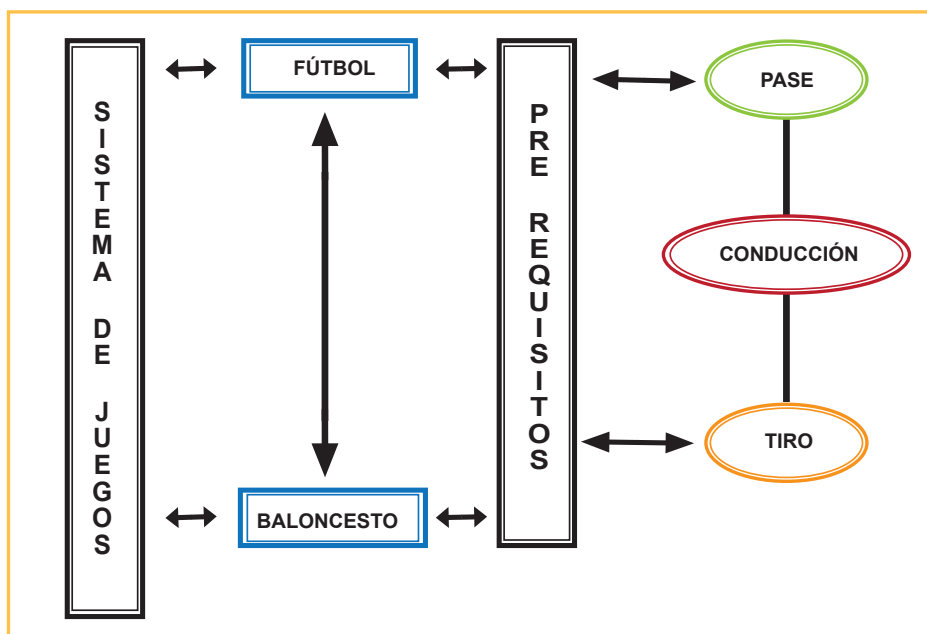 SISTEMA DE JUEGOS
FÚTBOL
BALONCESTO
PRE REQUISITOS
PASE
CONDUCCIÓN
TIRO